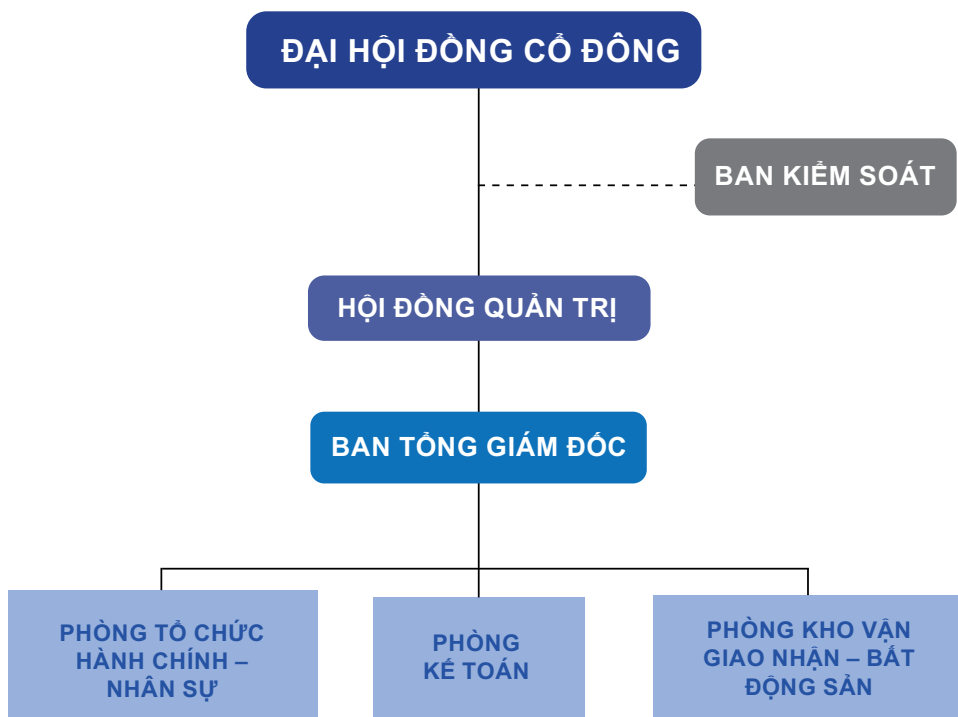 ĐẠI HỘI ĐỒNG CỔ ĐÔNG
BAN KIỂM SOÁT
HỘI ĐỒNG QUẢN TRỊ
BAN TỔNG GIÁM ĐỐC
PHÒNG TỔ CHỨC
HÀNH CHÍNH –
NHÂN SỰ
PHÒNG
KẾ TOÁN
PHÒNG KHO VẬN
GIAO NHẬN – BẤT
ĐỘNG SẢN